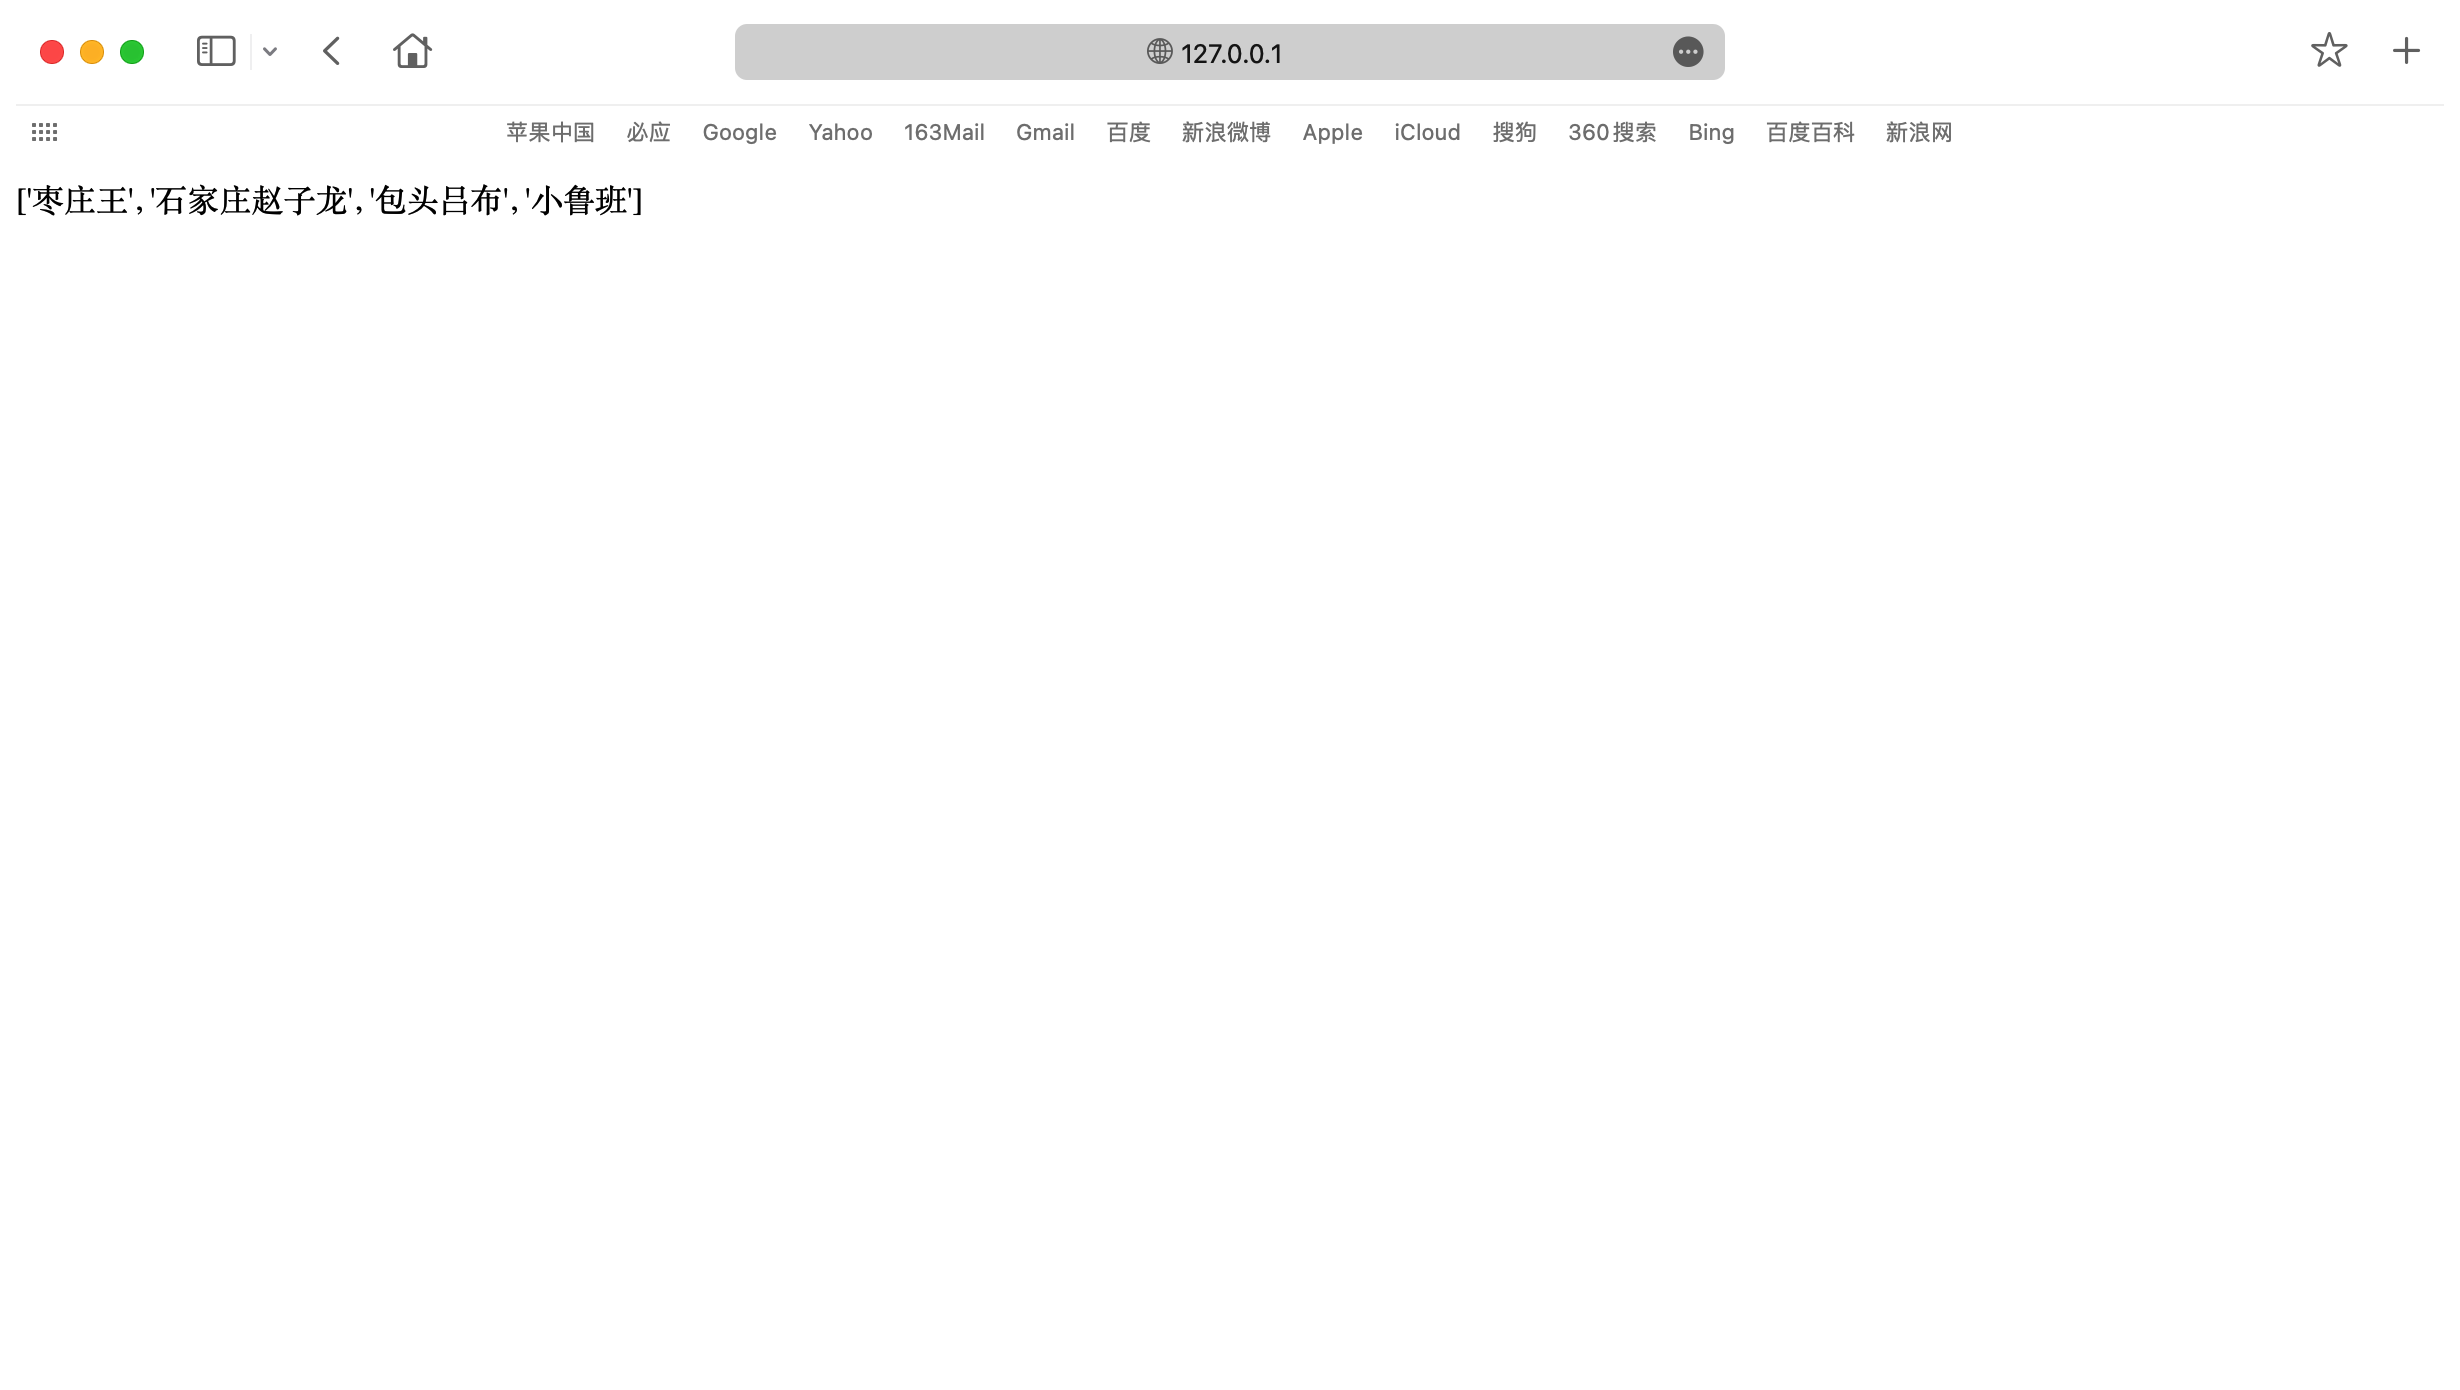 127.0.0.1
苹果中国 必应 Google Yahoo 163Mail Gmail 百度 新浪微博 Apple iCloud 搜狗 360搜索 Bing 百度百科 新浪网
['枣庄王', '石家庄赵子龙', '包头吕布', '小鲁班']